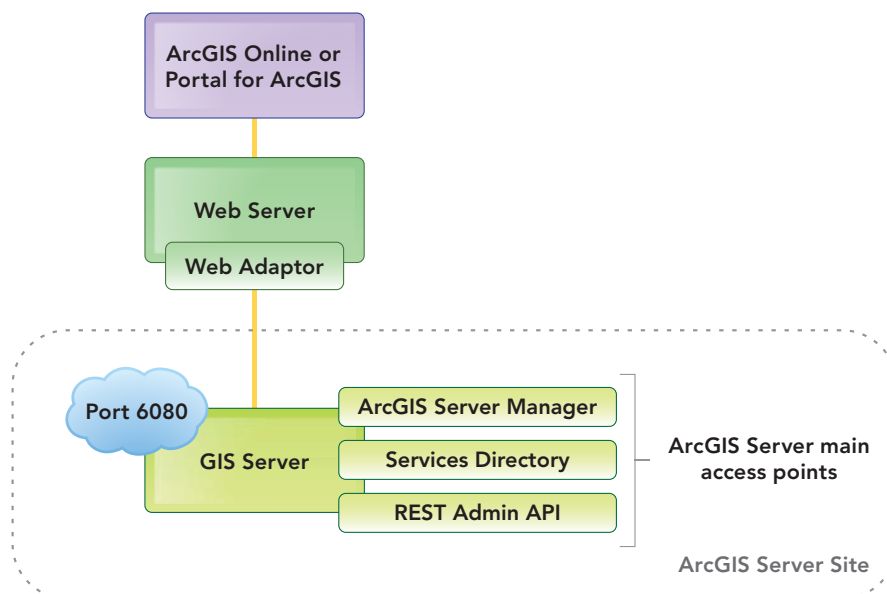 ArcGIS Online or
Portal for ArcGIS
Web Server
Web Adaptor
Port 6080
GIS Server
ArcGIS Server Manager
Services Directory
REST Admin API
ArcGIS Server main
access points
ArcGIS Server Site